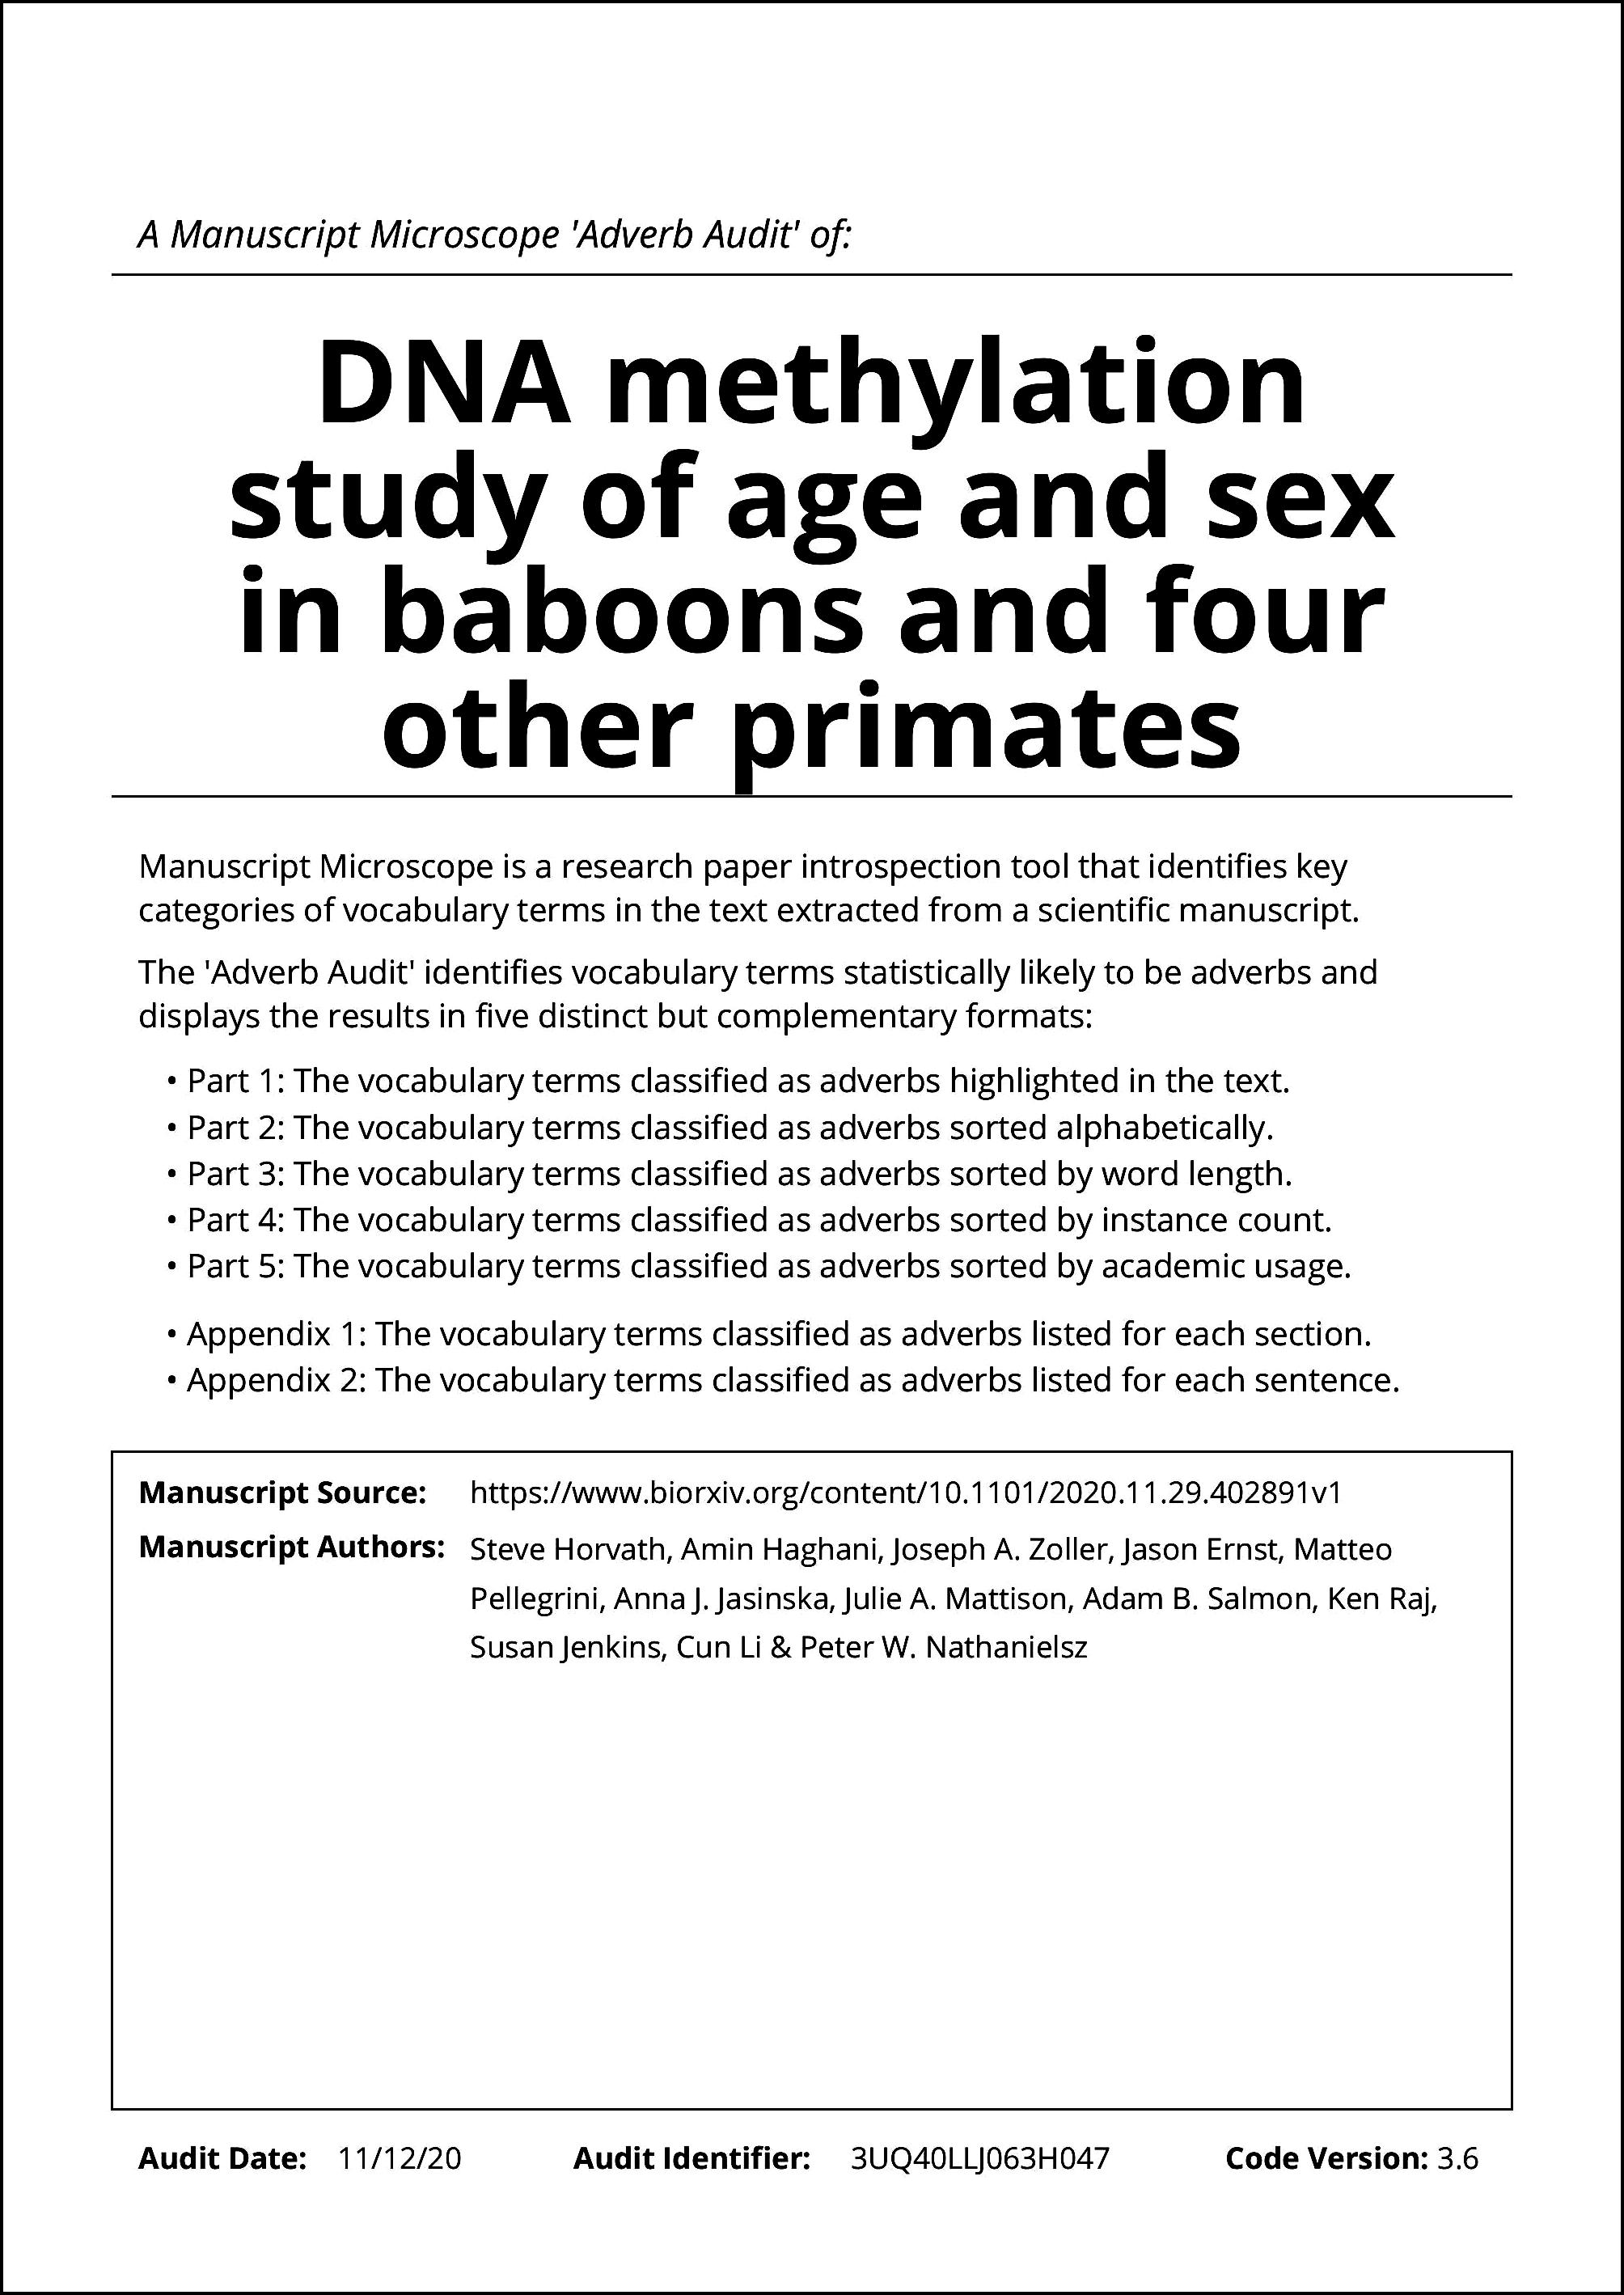 A Manuscript Microscope 'Adverb Audit' of:
DNA methylation
study of age and sex
in baboons and four
other primates
Manuscript Microscope is a research paper introspection tool that identifies key
categories of vocabulary terms in the text extracted from a scientific manuscript.
The 'Adverb Audit' identifies vocabulary terms statistically likely to be adverbs and
displays the results in five distinct but complementary formats:
• Part 1: The vocabulary terms classified as adverbs highlighted in the text.
• Part 2: The vocabulary terms classified as adverbs sorted alphabetically.
• Part 3: The vocabulary terms classified as adverbs sorted by word length.
• Part 4: The vocabulary terms classified as adverbs sorted by instance count.
• Part 5: The vocabulary terms classified as adverbs sorted by academic usage.
• Appendix 1: The vocabulary terms classified as adverbs listed for each section.
• Appendix 2: The vocabulary terms classified as adverbs listed for each sentence.
Manuscript Source: https://www.biorxiv.org/content/10.1101/2020.11.29.402891v1
Manuscript Authors: Steve Horvath, Amin Haghani, Joseph A. Zoller, Jason Ernst, Matteo
Pellegrini, Anna J. Jasinska, Julie A. Mattison, Adam B. Salmon, Ken Raj,
Susan Jenkins, Cun Li & Peter W. Nathanielsz
Audit Date: 11/12/20 Audit Identifier: 3UQ40LLJ063H047 Code Version: 3.6